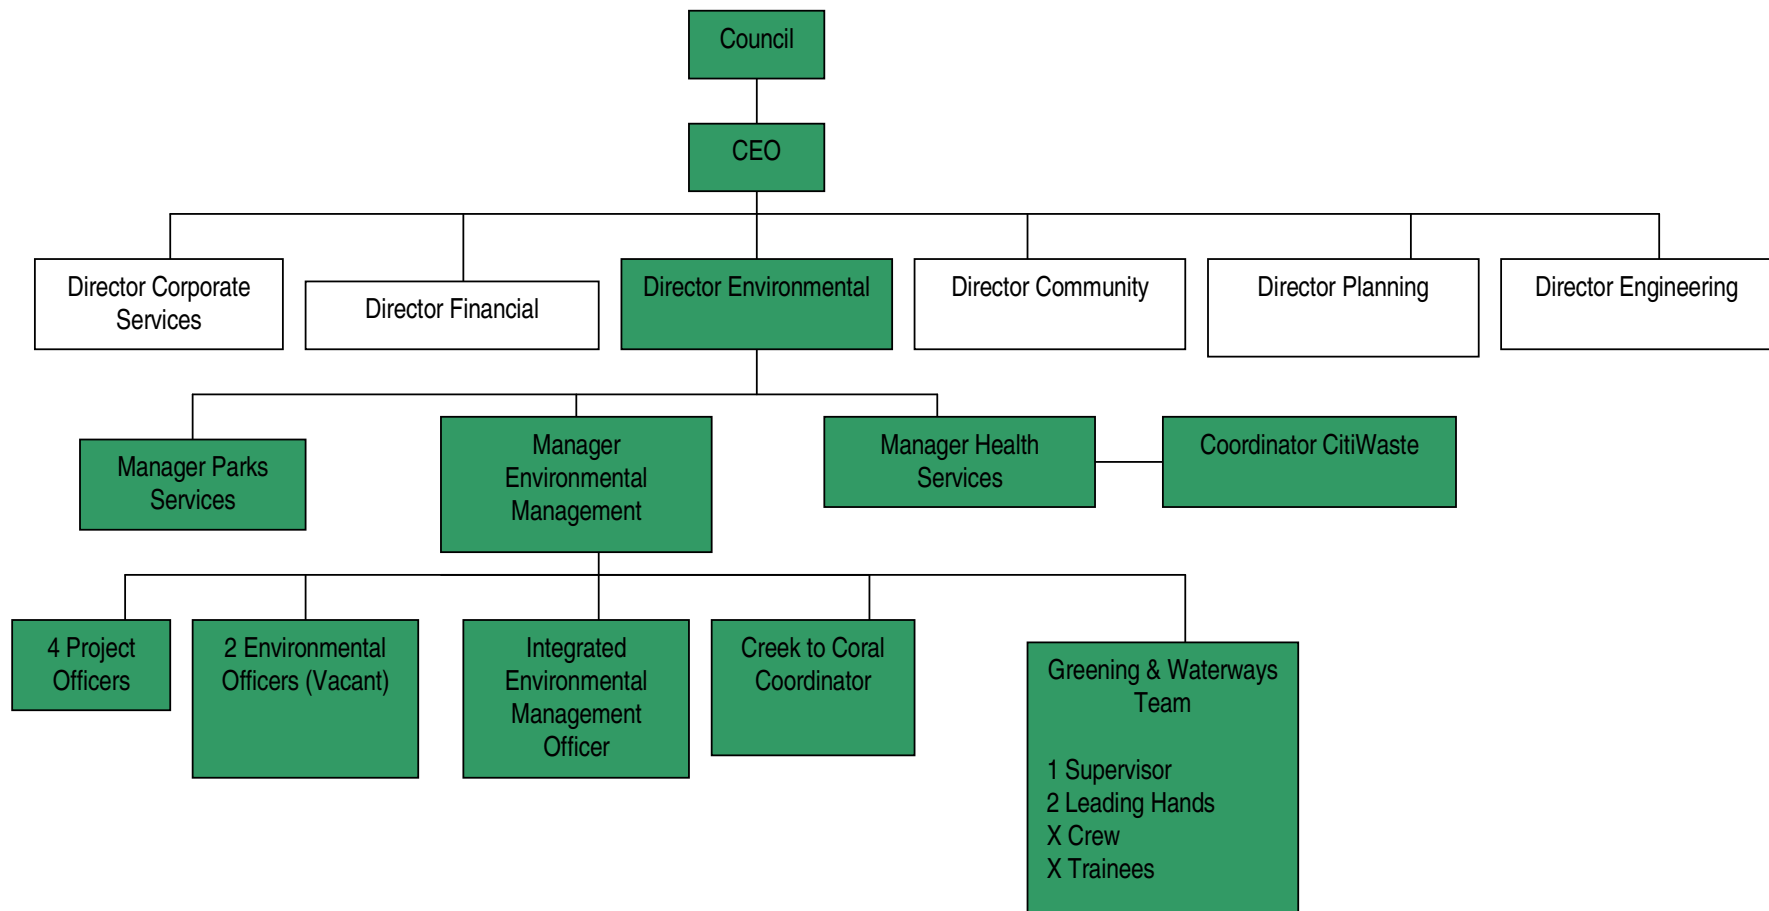 Council
CEO
Director Corporate
Services
Director Financial
Director Environmental
Director Community
Director Planning
Director Engineering
Manager Parks
Services
Manager
Environmental
Management
Manager Health
Services
Coordinator CitiWaste
4 Project
Officers
2 Environmental
Officers (Vacant)
Integrated
Environmental
Management
Officer
Creek to Coral
Coordinator
Greening & Waterways
Team
1 Supervisor
2 Leading Hands
X Crew
X Trainees